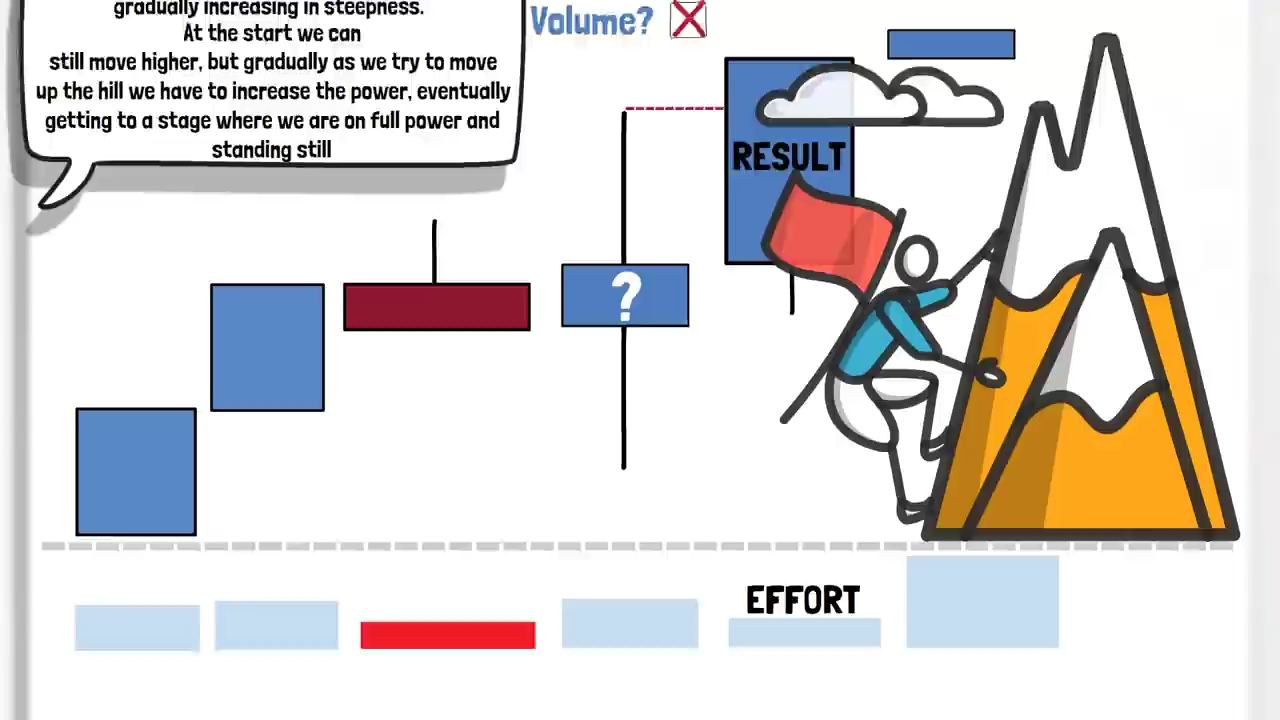 gradually increasing in steepness.
At the start we can
still move higher, but gradually as we try to move
up the hill we have to increase the power, eventually
getting to a stage where we are on full power and
standing still
Volume?
RESULT
?
EFFORT